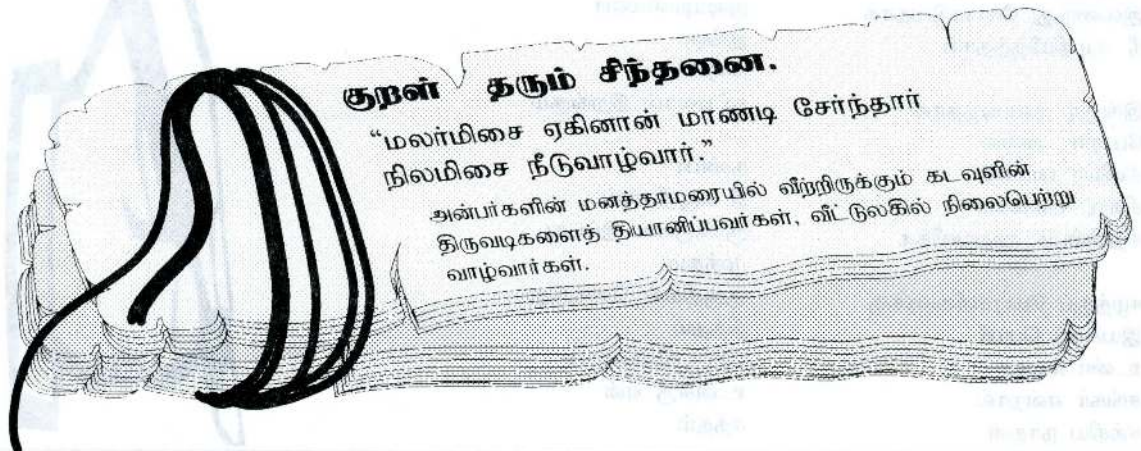 குறள் தரும் சிந்தனை.
“மலர்மிசை ஏகினான் மாணடி சேர்ந்தார்
நிலமிசை நீடுவாழ்வார்.”
அன்பர்களின் மனத்தாமரையில் வீற்றிருக்கும் கடவுளின்
திருவடிகளைத் தியானிப்பவர்கள், வீட்டுலகில் நிலைபெற்று
வாழ்வார்கள்.